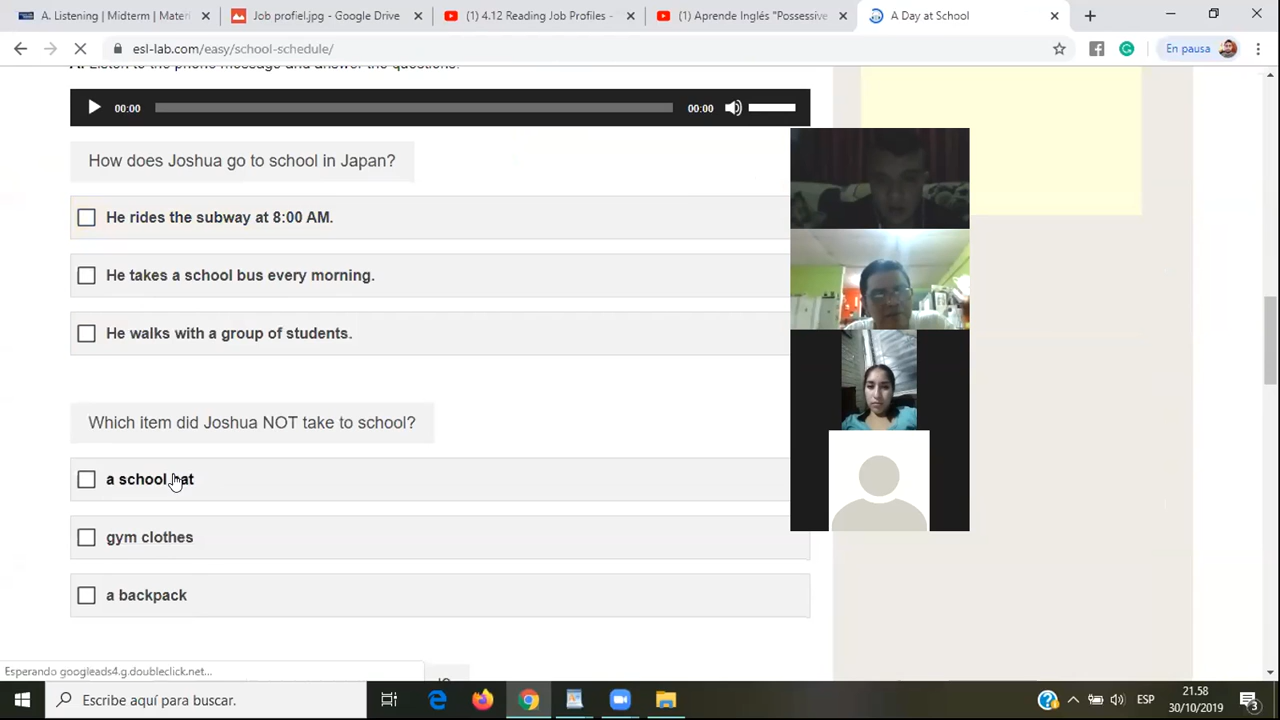 A. Listening | Midterm | Materi
Job profiel.jpg - Google Drive
(1) 4.12 Reading Job Profiles -
(1) Aprende Inglés "Possessive
A Day at School
esl-lab.com/easy/school-schedule/
En pausa
A. Listen to the phone message and answer the questions.
00:00
00:00
How does Joshua go to school in Japan?
He rides the subway at 8:00 AM.
He takes a school bus every morning.
He walks with a group of students.
Which item did Joshua NOT take to school?
a school hat
gym clothes
a backpack
Esperando googleads4.g.doubleclick.net...
Escribe aquí para buscar.
ESP
21.58
30/10/2019
3